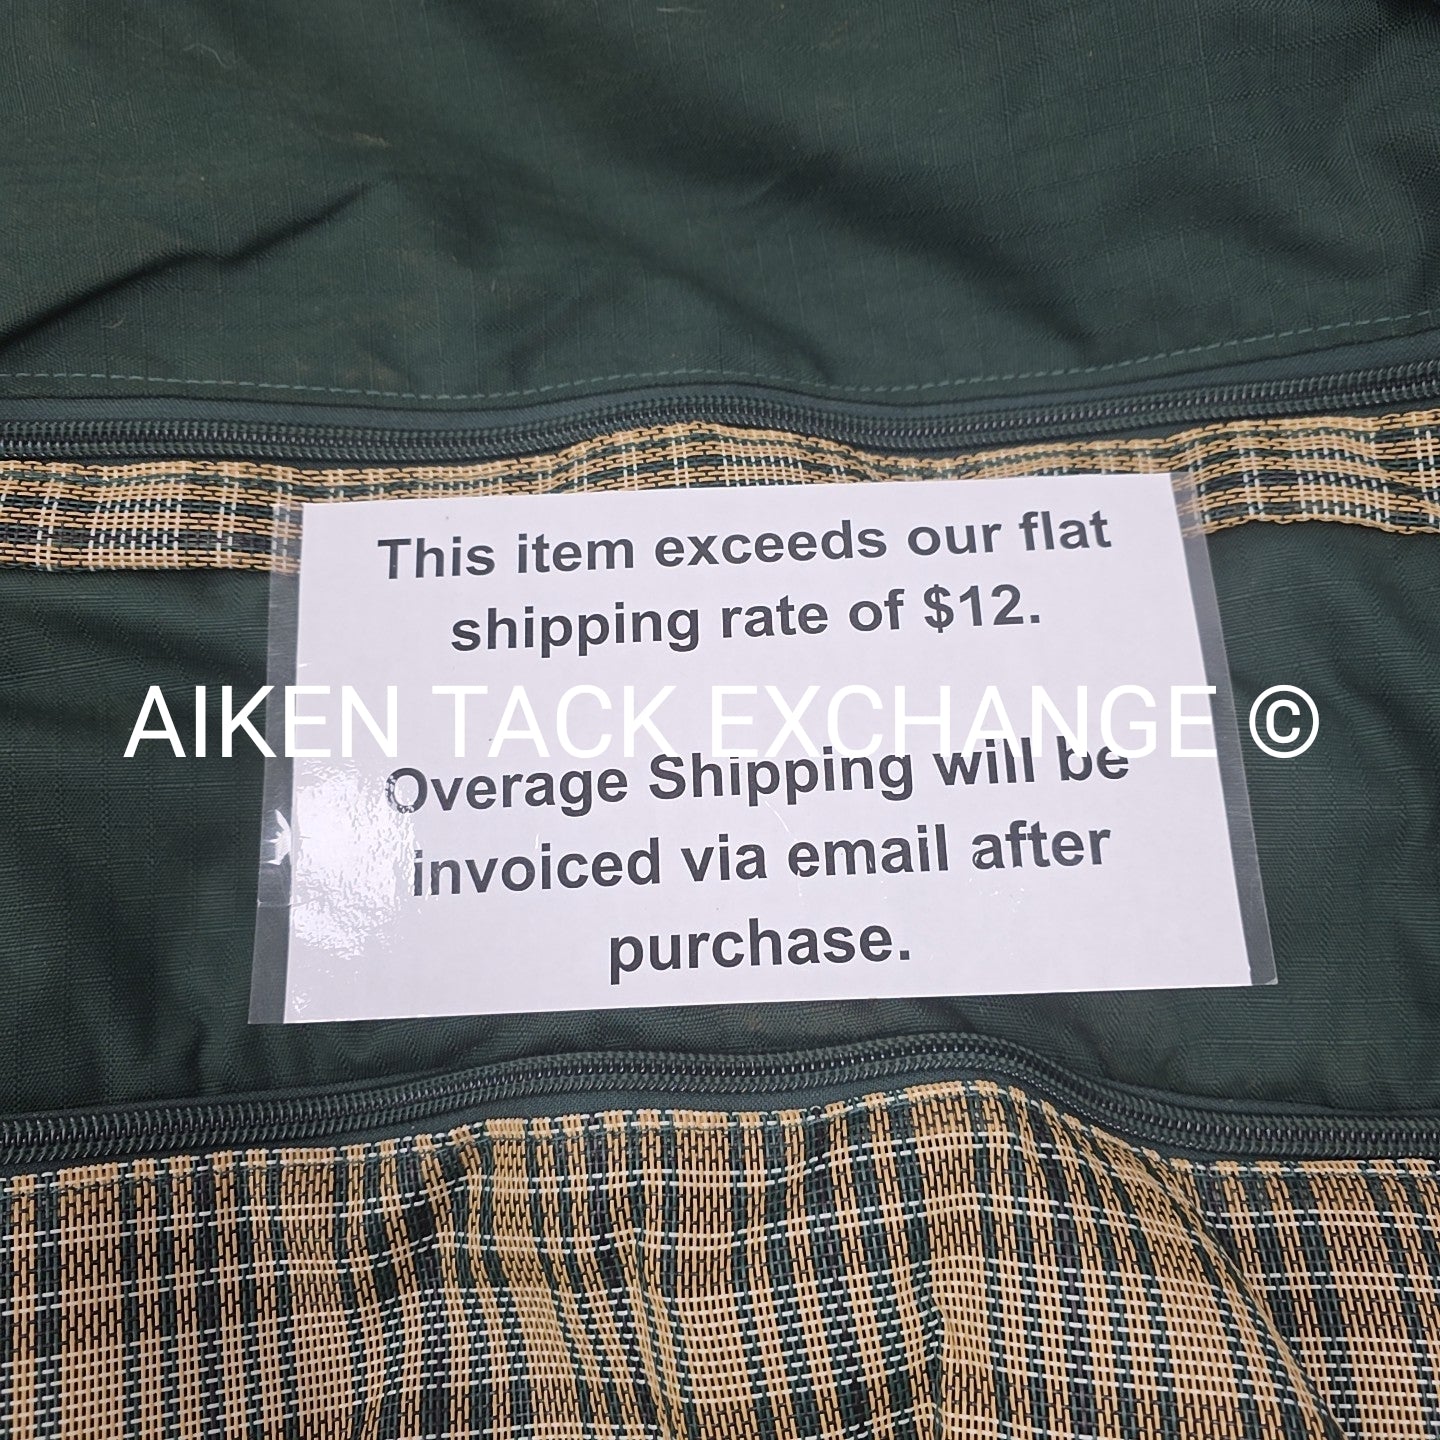 This item exceeds our flat
shipping rate of $12.
AIKEN TACK EXCHANGE ©
Overage Shipping will be
invoiced via email after
purchase.